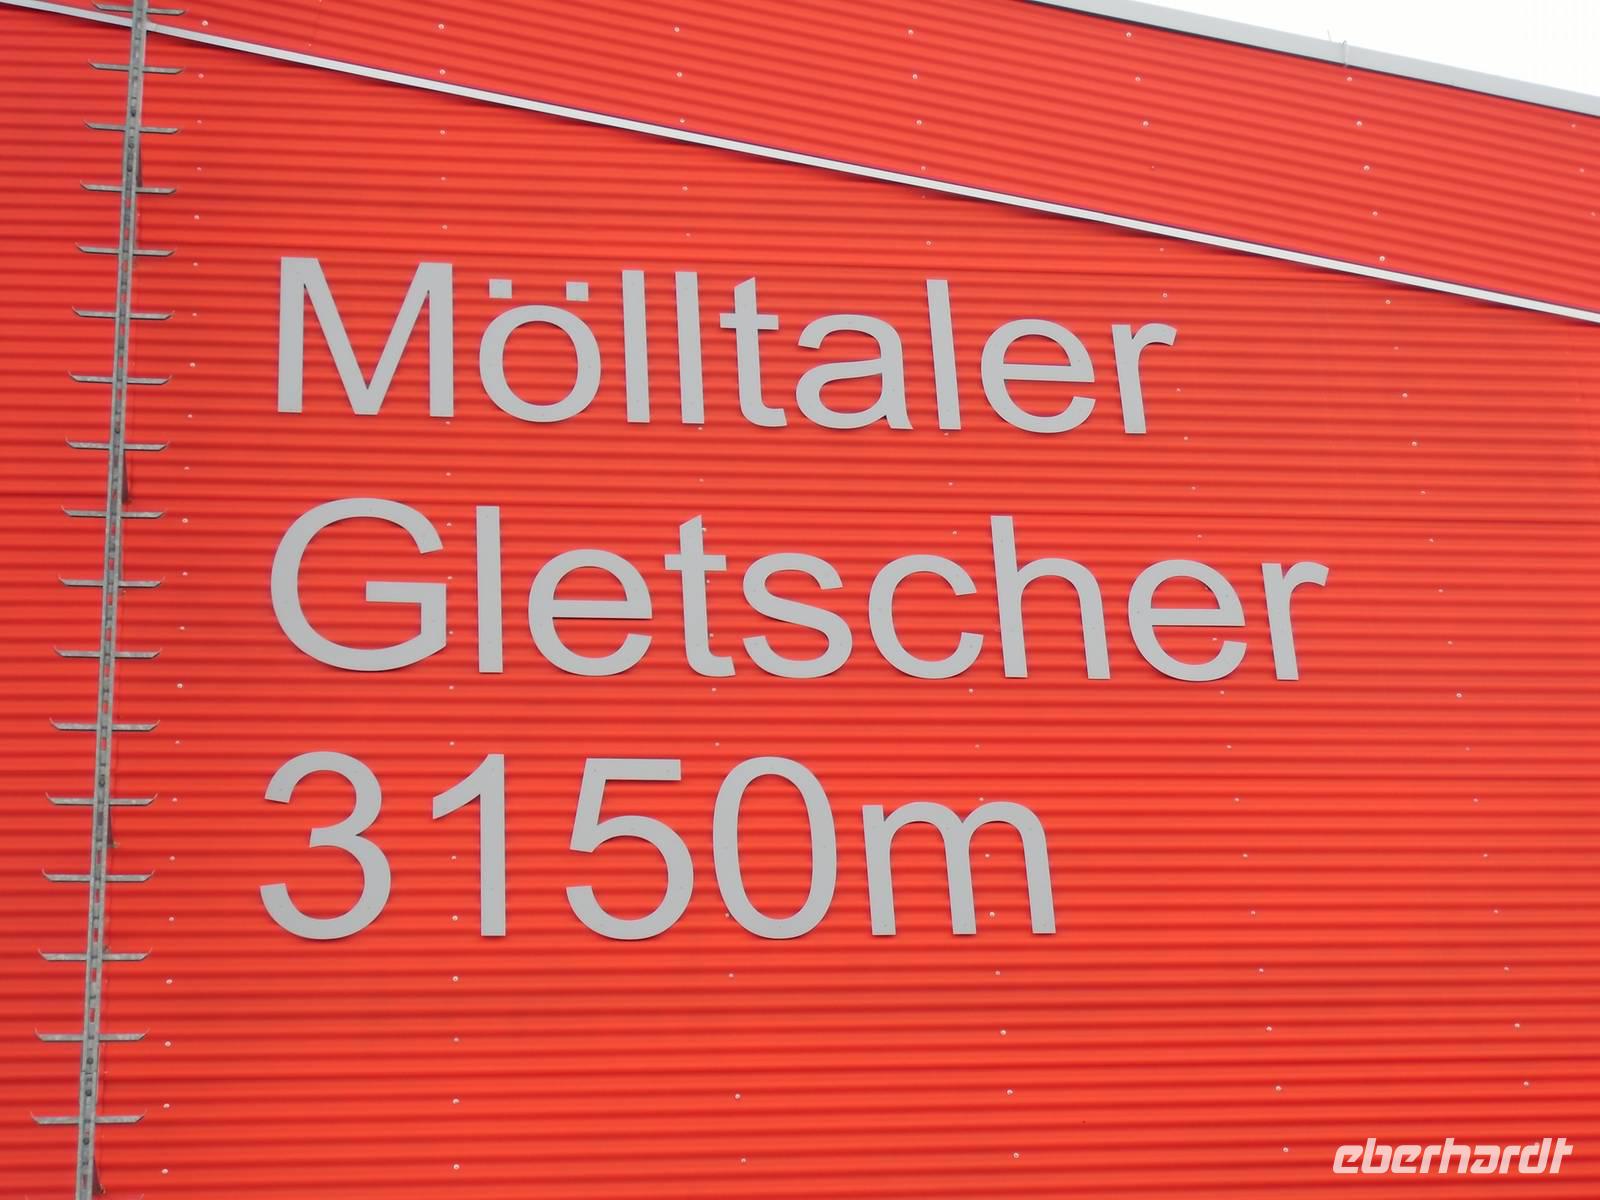 Mölltaler
Gletscher
3150m
eberhardt